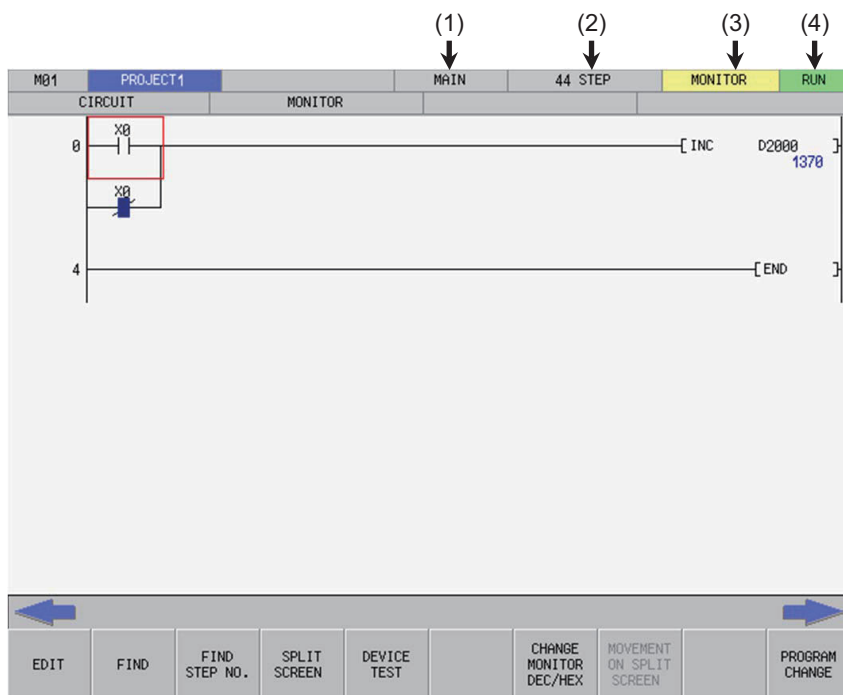 (1) (2) (3) (4)
M01 PROJECT1 MAIN 44 STEP MONITOR RUN
CIRCUIT MONITOR
X0
0 INC D2000
1370
X0
4 END
EDIT FIND FIND STEP NO. SPLIT SCREEN DEVICE TEST CHANGE MONITOR DEC/HEX MOVEMENT ON SPLIT SCREEN PROGRAM CHANGE